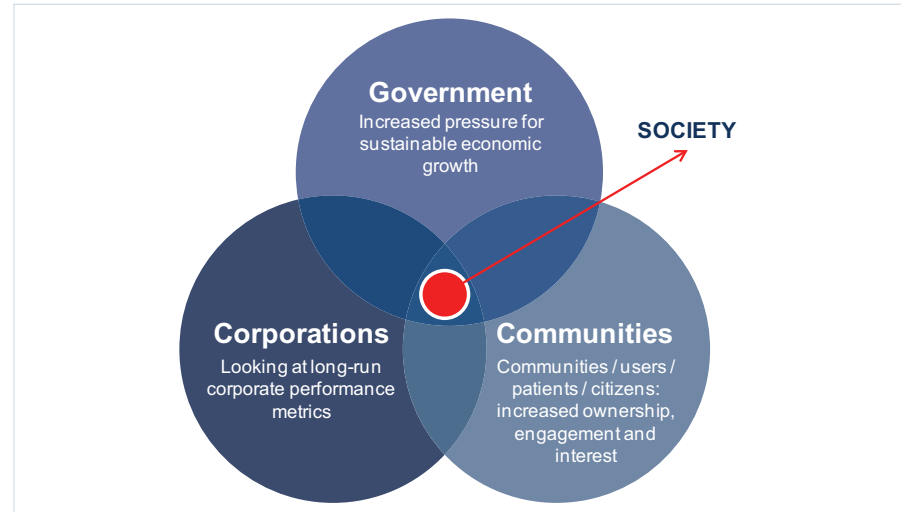 Government
Increased pressure for
sustainable economic
growth
SOCIETY
Corporations
Looking at long-run
corporate performance
metrics
Communities
Communities / users /
patients / citizens:
increased ownership,
engagement and
interest